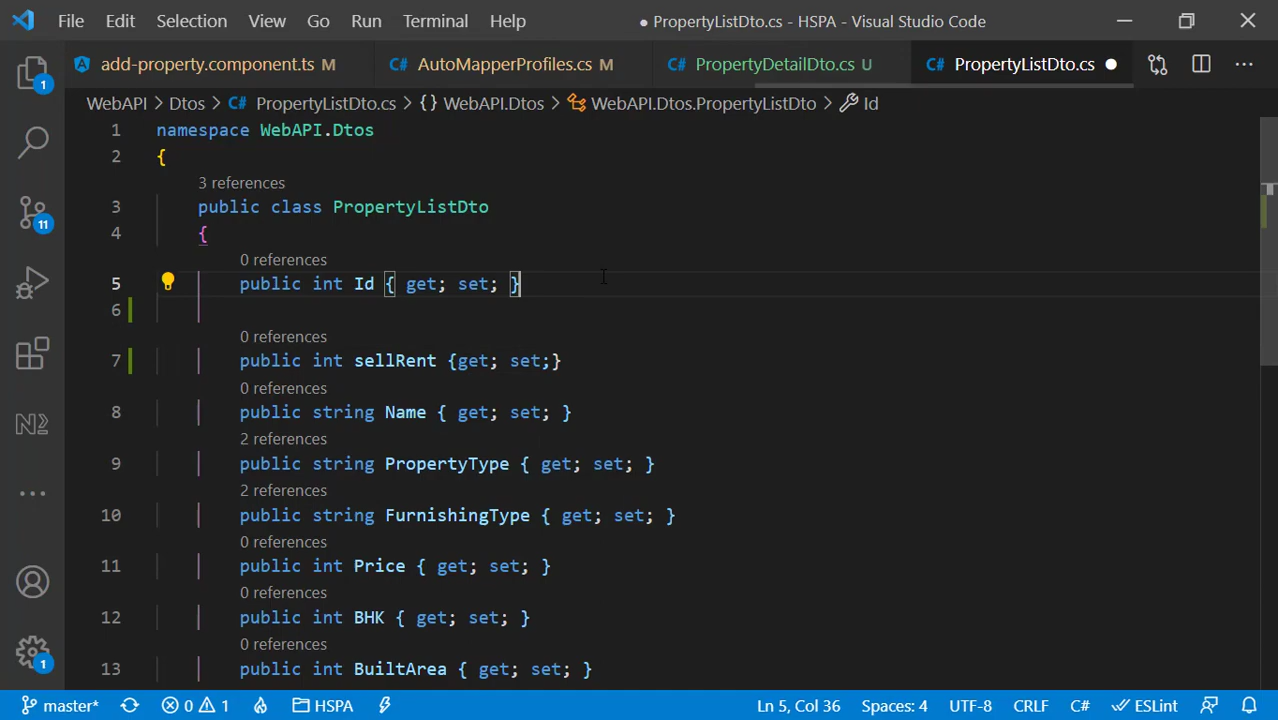 File Edit Selection View Go Run Terminal Help ● PropertyListDto.cs - HSPA - Visual Studio Code
add-property.component.ts M C# AutoMapperProfiles.cs M C# PropertyDetailDto.cs U C# PropertyListDto.cs ●
WebAPI > Dtos > C# PropertyListDto.cs > {} WebAPI.Dtos > WebAPI.Dtos.PropertyListDto > Id
1 namespace WebAPI.Dtos
2 {
3 references
3 public class PropertyListDto
4 {
0 references
5 public int Id { get; set; }
6
0 references
7 public int sellRent {get; set;}
0 references
8 public string Name { get; set; }
2 references
9 public string PropertyType { get; set; }
2 references
10 public string FurnishingType { get; set; }
0 references
11 public int Price { get; set; }
0 references
12 public int BHK { get; set; }
0 references
13 public int BuiltArea { get; set; }
1
11
N2
1
master* 0 1 HSPA Ln 5, Col 36 Spaces: 4 UTF-8 CRLF C# ESLint